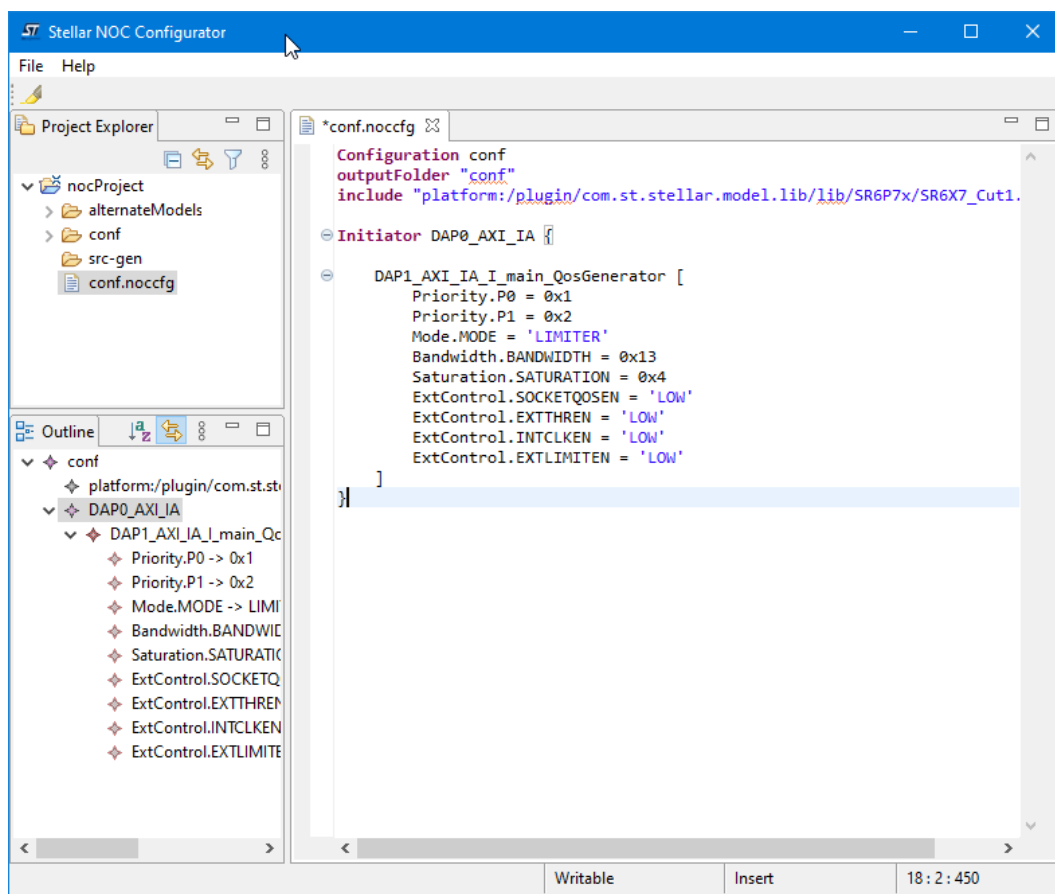 ST Stellar NOC Configurator
File Help
Project Explorer
nocProject
alternateModels
conf
src-gen
conf.noccfg
Outline
conf
platform:/plugin/com.st.st
DAP0_AXI_IA
DAP1_AXI_IA_I_main_Qo
Priority.P0 -> 0x1
Priority.P1 -> 0x2
Mode.MODE -> LIMI
Bandwidth.BANDWID
Saturation.SATURATIO
ExtControl.SOCKETQ
ExtControl.EXTTHREN
ExtControl.INTCLKEN
ExtControl.EXTLIMITE
*conf.noccfg
Configuration conf
outputFolder "conf"
include "platform:/plugin/com.st.stellar.model.lib/lib/SR6P7x/SR6X7_Cut1.
Initiator DAP0_AXI_IA {
DAP1_AXI_IA_I_main_QosGenerator [
Priority.P0 = 0x1
Priority.P1 = 0x2
Mode.MODE = 'LIMITER'
Bandwidth.BANDWIDTH = 0x13
Saturation.SATURATION = 0x4
ExtControl.SOCKETQOSEN = 'LOW'
ExtControl.EXTTHREN = 'LOW'
ExtControl.INTCLKEN = 'LOW'
ExtControl.EXTLIMITEN = 'LOW'
]
}
Writable Insert 18 : 2 : 450